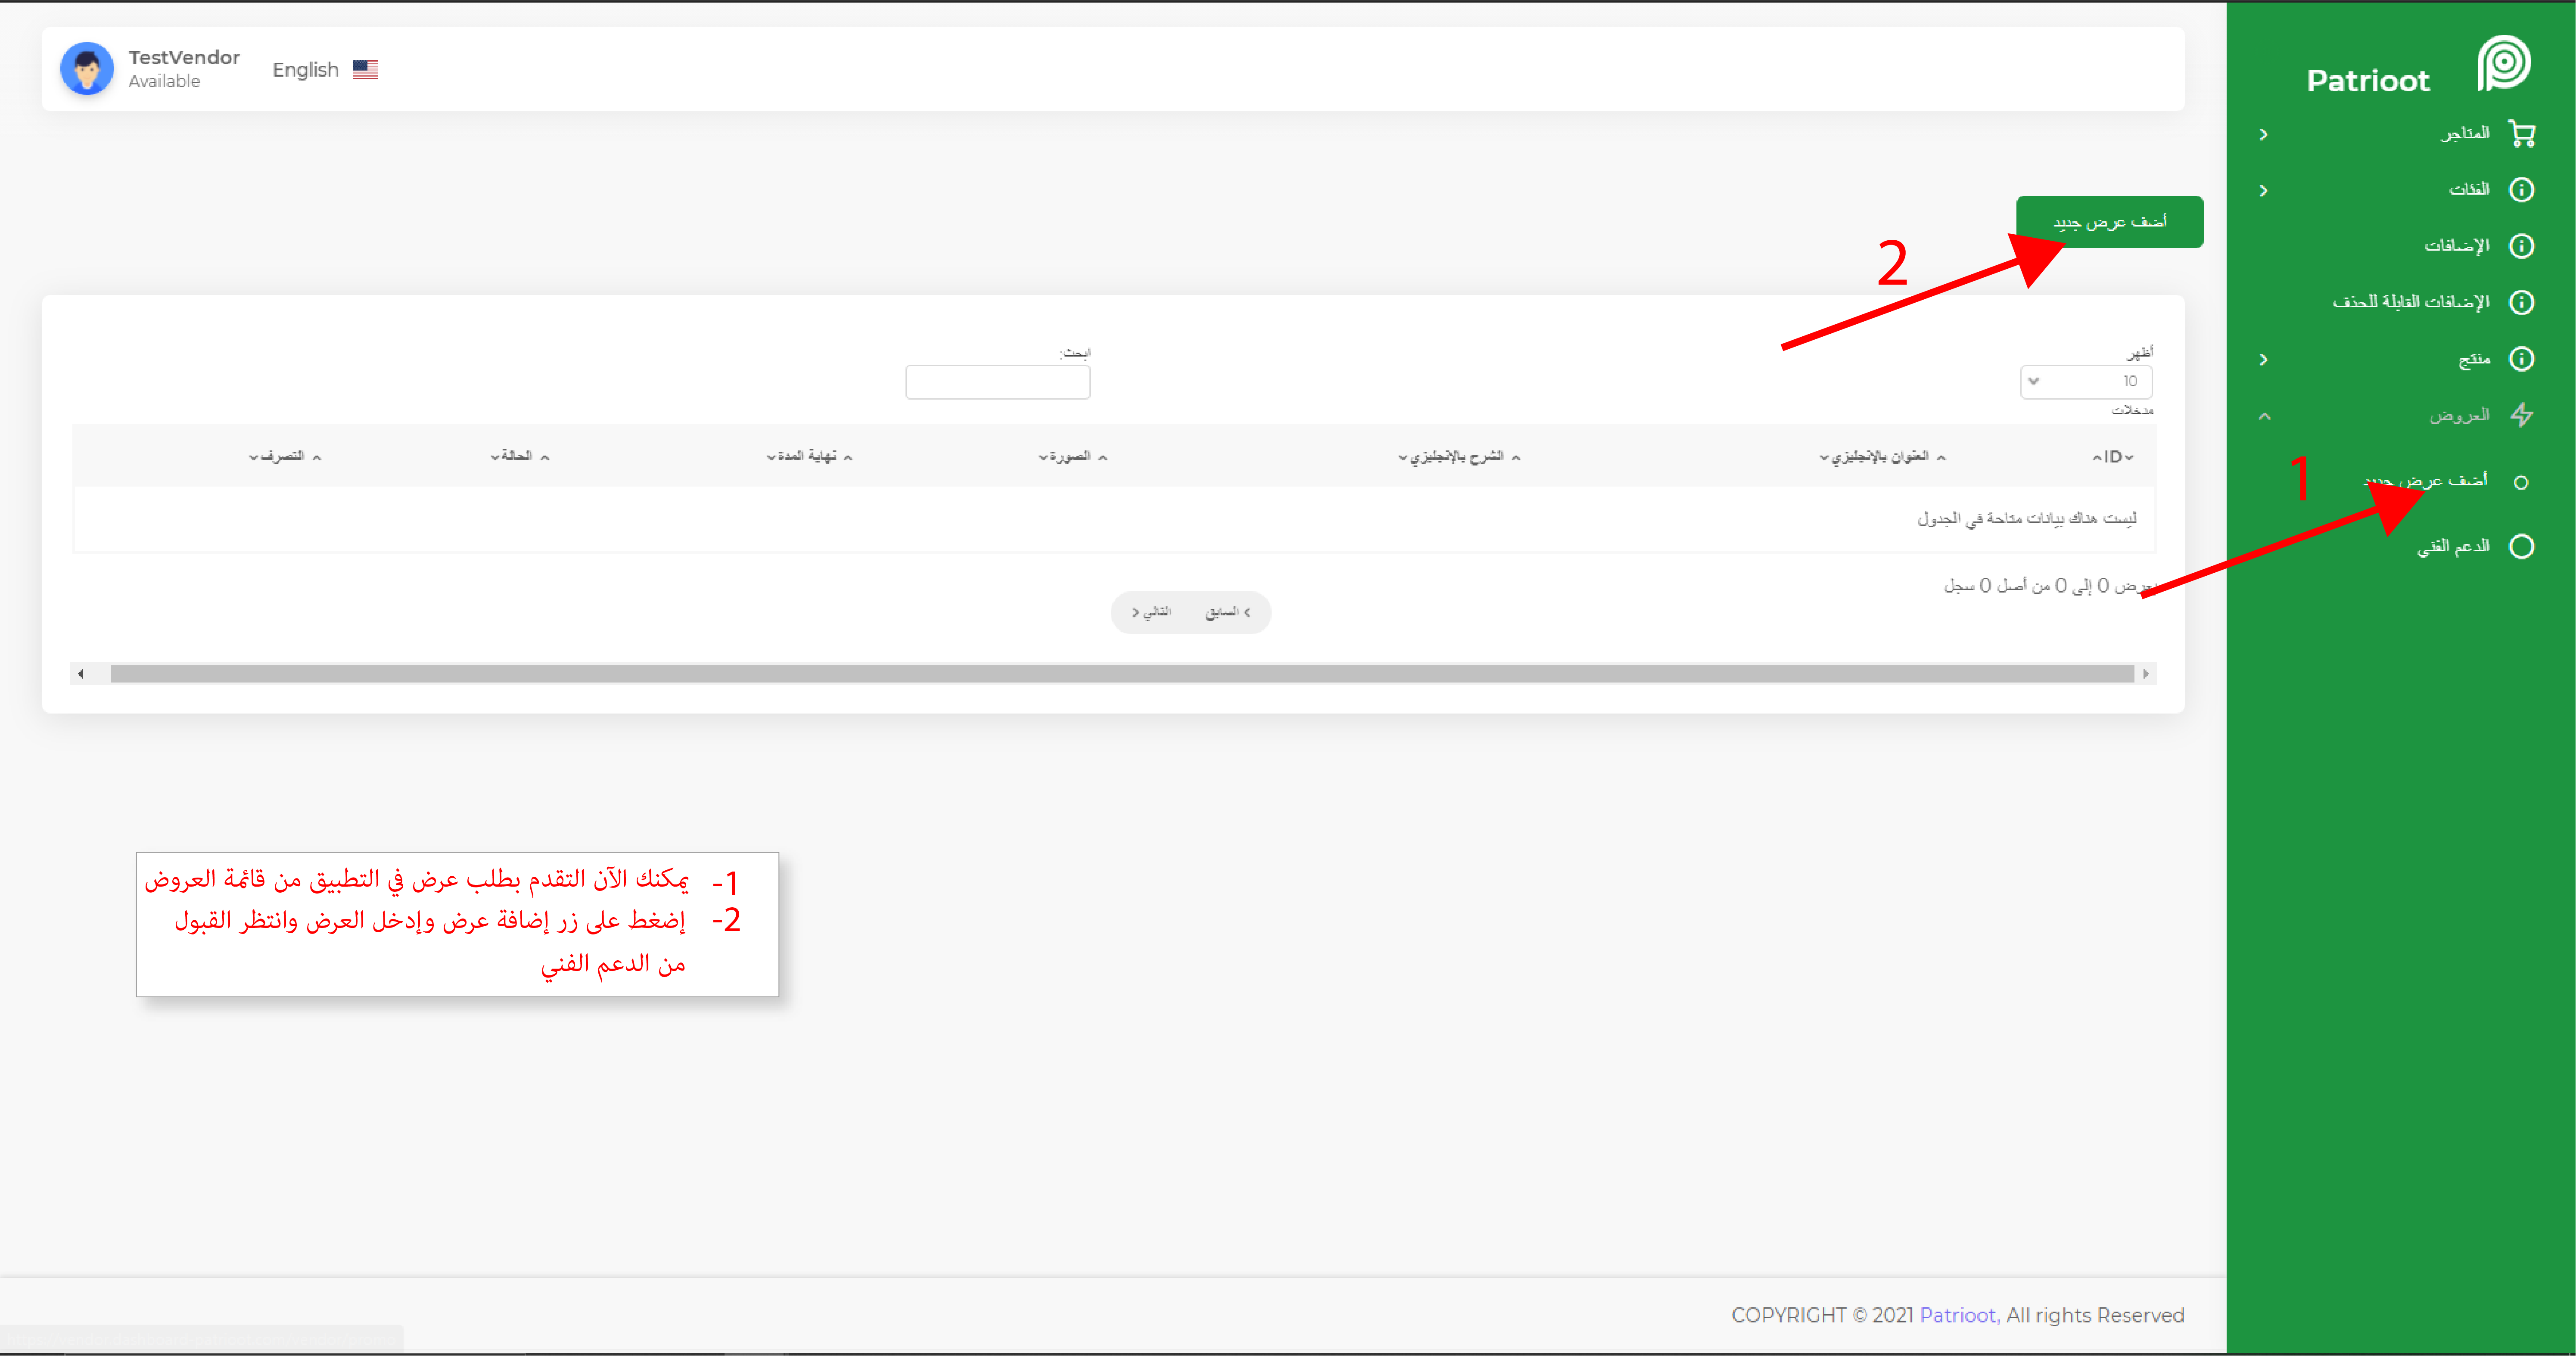 TestVendor
Available
English
Patrioot
المتاجر
الفئات
الإضافات
الإضافات القابلة للحذف
منتج
العروض
أضف عرض جديد
الدعم الفني
1
أضف عرض جديد
2
أظهر
10
مدخلات
ابحث:
ID
العنوان بالإنجليزي
الشرح بالإنجليزي
الصورة
نهاية المدة
الحالة
التصرف
ليست هناك بيانات متاحة في الجدول
يعرض 0 إلى 0 من أصل 0 سجل
السابق
التالي
1- يمكنك الآن التقدم بطلب عرض في التطبيق من قائمة العروض
2- إضغط على زر إضافة عرض وإدخل العرض وانتظر القبول
من الدعم الفني
COPYRIGHT © 2021 Patrioot, All rights Reserved